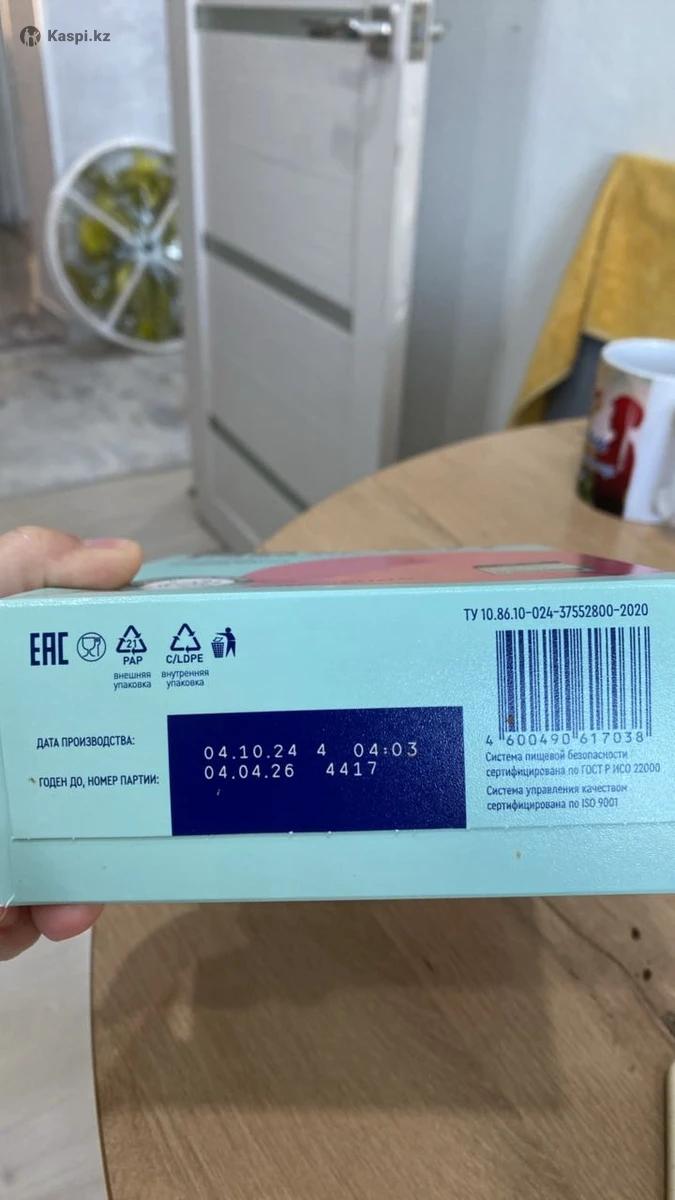 Kaspi.kz
ТУ 10.86.10-024-37552800-2020
EAC
21
PAP
внешняя
упаковка
C/LDPE
внутренняя
упаковка
4 600490 617038
ДАТА ПРОИЗВОДСТВА:
04.10.24 4 04:03
ГОДЕН ДО, НОМЕР ПАРТИИ:
04.04.26 4417
Система пищевой безопасности
сертифицирована по ГОСТ Р ИСО 22000
Система управления качеством
сертифицирована по ISO 9001